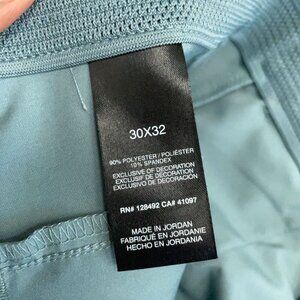 30X32
90% POLYESTER / POLIÉSTER
10% SPANDEX
EXCLUSIVE OF DECORATION
EXCLUSIF DE DÉCORATION
EXCLUSIVO DE DECORACIÓN
RN# 128492 CA# 41097
MADE IN JORDAN
FABRIQUÉ EN JORDANIE
HECHO EN JORDANIA